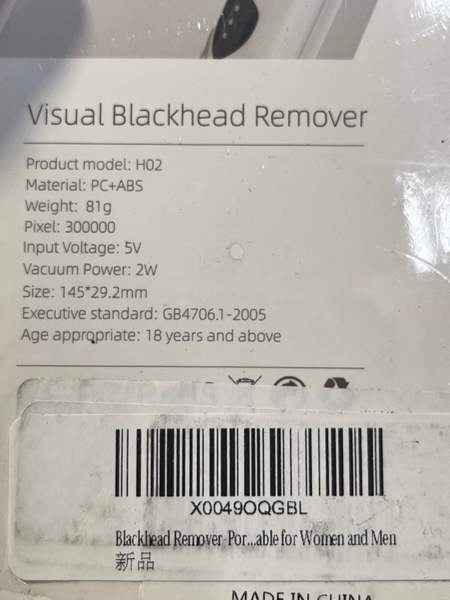 Visual Blackhead Remover
Product model: H02
Material: PC+ABS
Weight: 81g
Pixel: 300000
Input Voltage: 5V
Vacuum Power: 2W
Size: 145*29.2mm
Executive standard: GB4706.1-2005
Age appropriate: 18 years and above
X0049OQGBL
Blackhead Remover-Por...able for Women and Men
新品
MADE IN CHINA